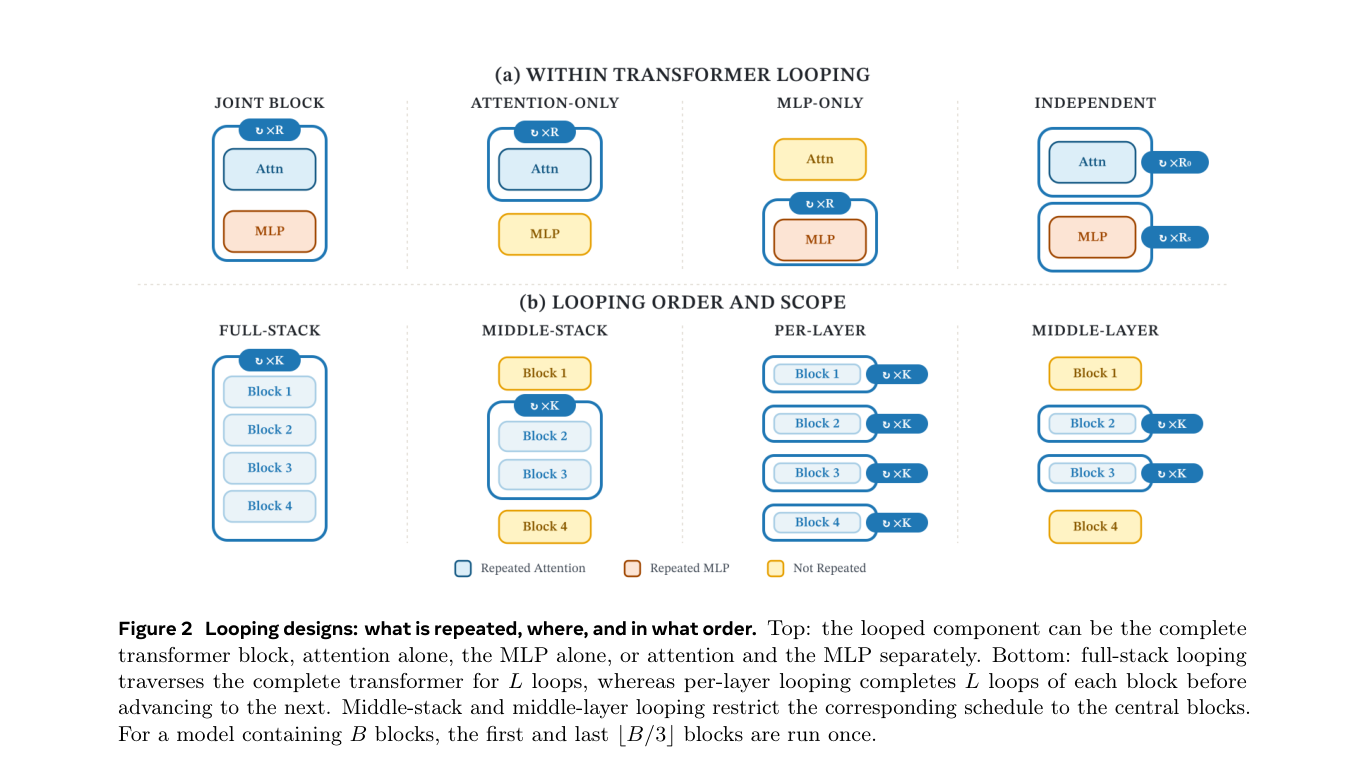 (a) WITHIN TRANSFORMER LOOPING
JOINT BLOCK
ATTENTION-ONLY
MLP-ONLY
INDEPENDENT
↻ ×R
Attn
MLP
↻ ×R
Attn
MLP
Attn
↻ ×R
MLP
Attn
↻ ×R₀
MLP
↻ ×Rₛ
(b) LOOPING ORDER AND SCOPE
FULL-STACK
MIDDLE-STACK
PER-LAYER
MIDDLE-LAYER
↻ ×K
Block 1
Block 2
Block 3
Block 4
Block 1
↻ ×K
Block 2
Block 3
Block 4
Block 1
↻ ×K
Block 2
↻ ×K
Block 3
↻ ×K
Block 4
↻ ×K
Block 1
Block 2
↻ ×K
Block 3
↻ ×K
Block 4
Repeated Attention
Repeated MLP
Not Repeated
Figure 2 Looping designs: what is repeated, where, and in what order. Top: the looped component can be the complete
transformer block, attention alone, the MLP alone, or attention and the MLP separately. Bottom: full-stack looping
traverses the complete transformer for L loops, whereas per-layer looping completes L loops of each block before
advancing to the next. Middle-stack and middle-layer looping restrict the corresponding schedule to the central blocks.
For a model containing B blocks, the first and last ⌊B/3⌋ blocks are run once.